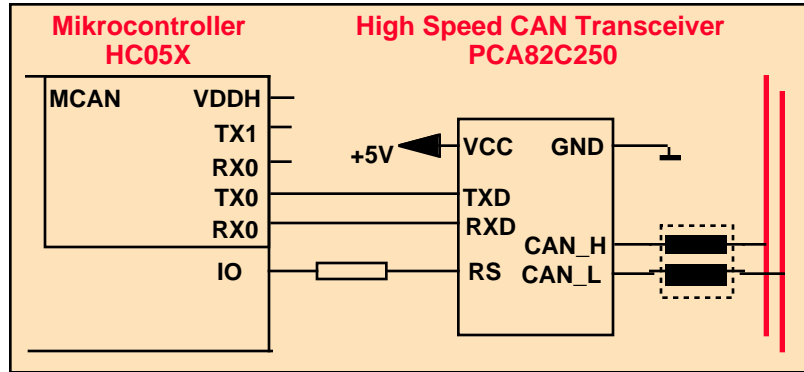 Mikrocontroller
HC05X
High Speed CAN Transceiver
PCA82C250
MCAN
VDDH
TX1
RX0
TX0
RX0
IO
+5V
VCC
GND
TXD
RXD
CAN_H
RS
CAN_L